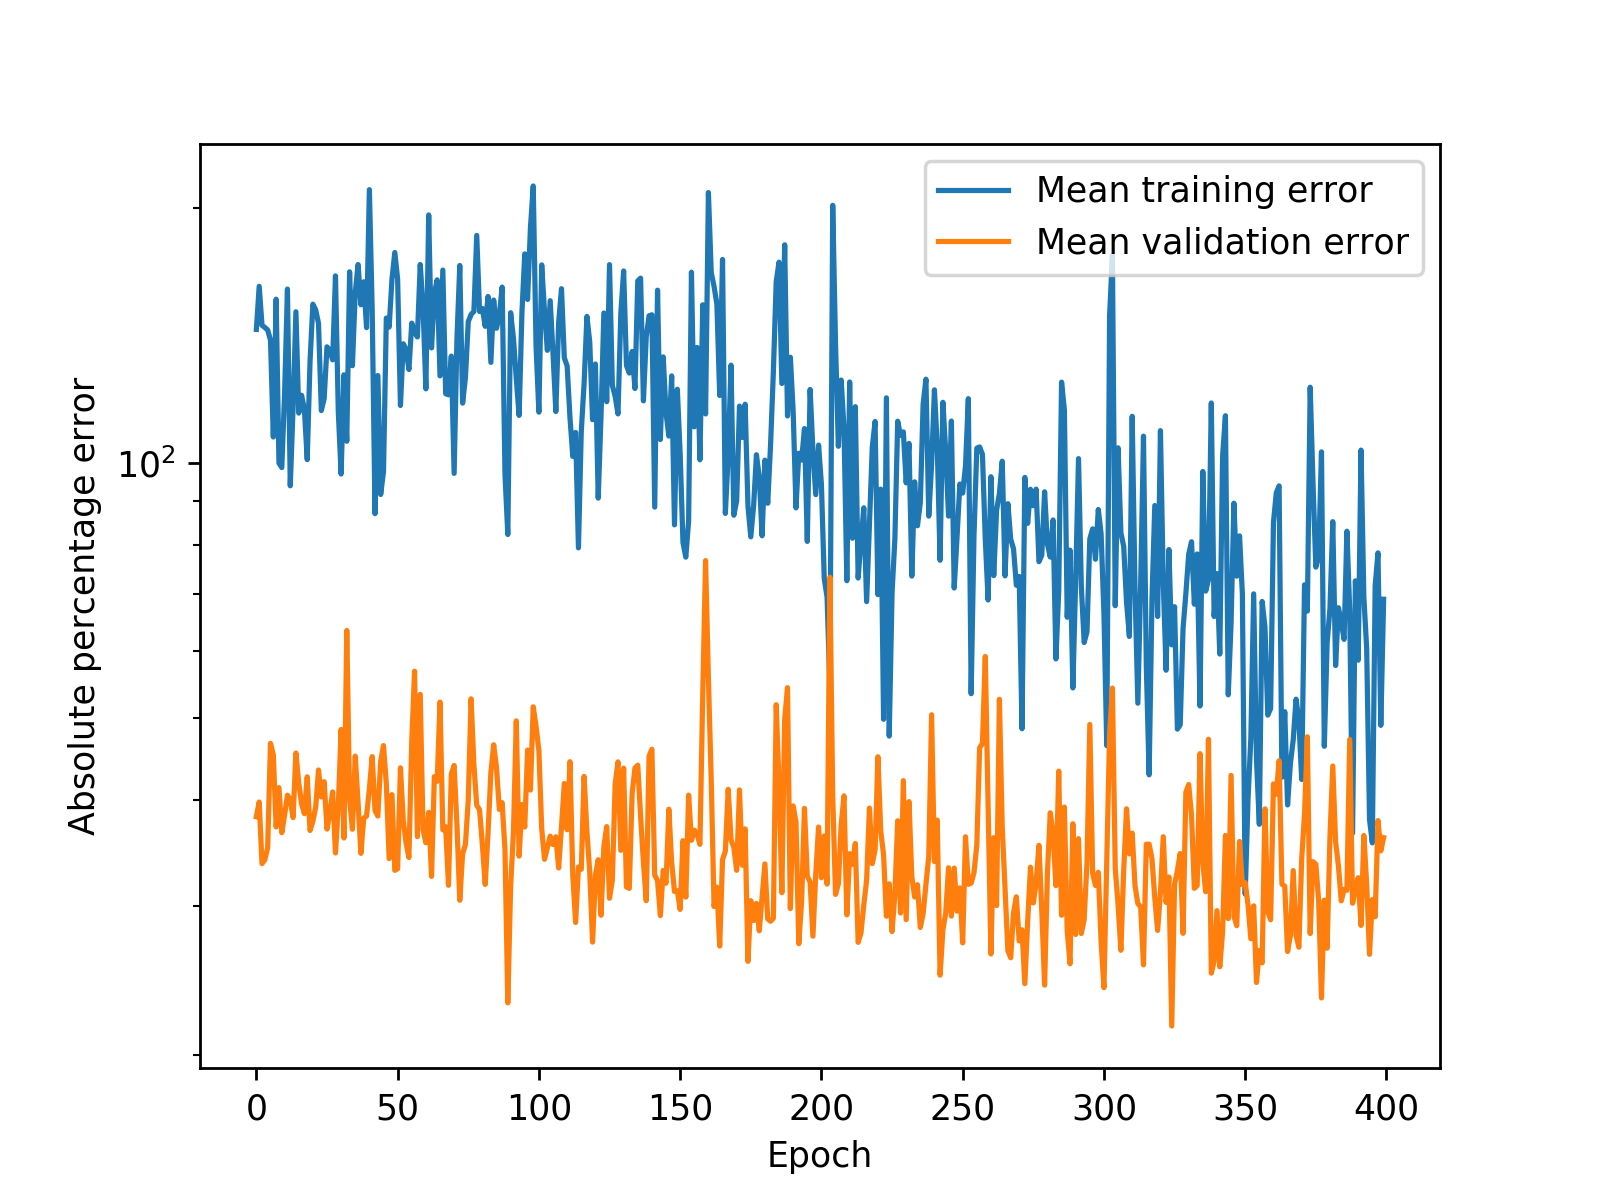 Mean training error
Mean validation error
Absolute percentage error
10²
0 50 100 150 200 250 300 350 400
Epoch